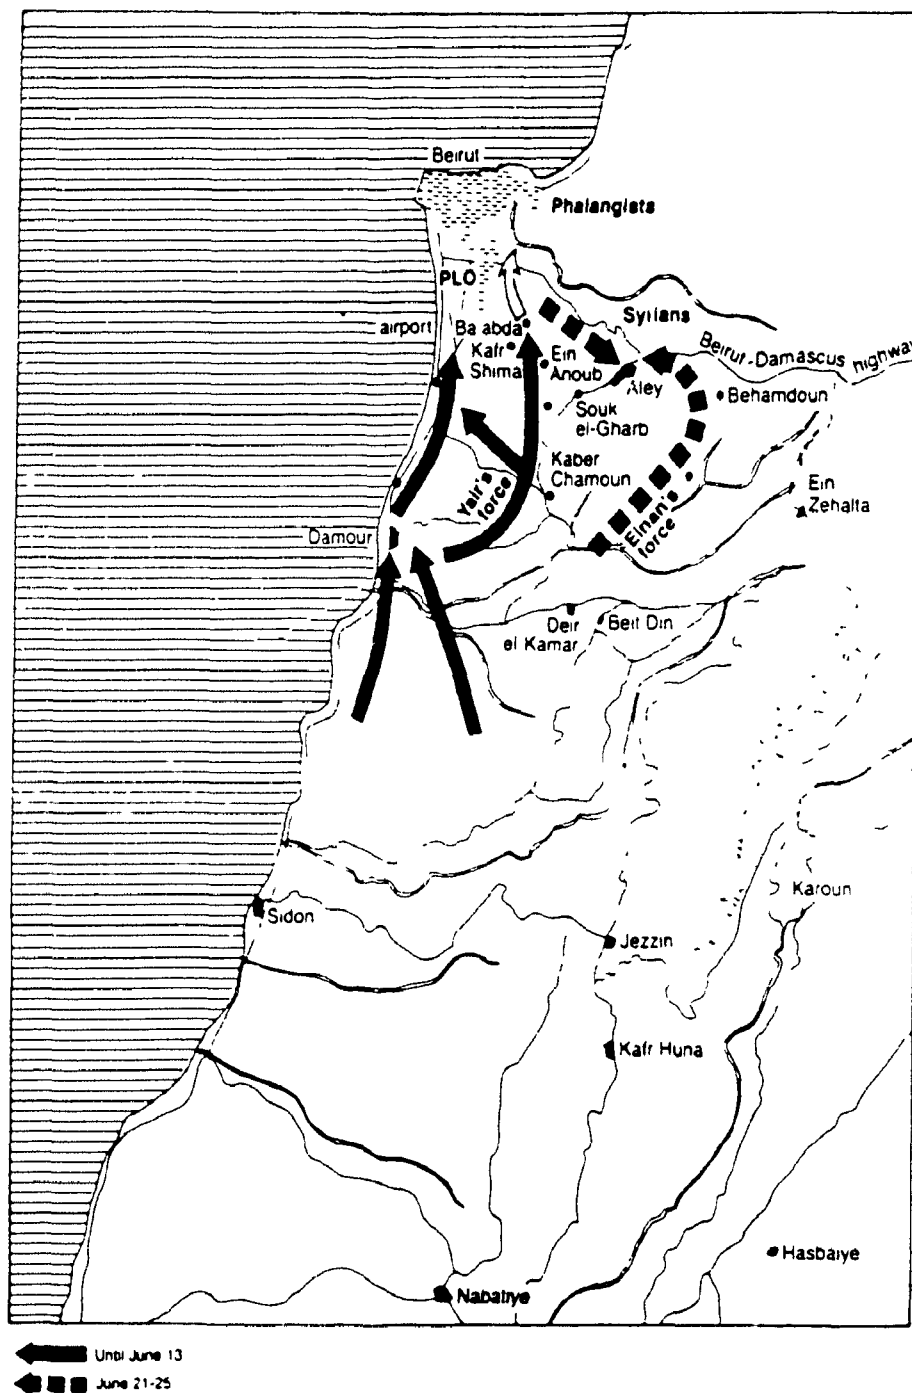 Beirut
Phalangists
PLO
Syrians
airport
Ba'abda
Beirut-Damascus highway
Kafr
Shima
Ein
Anoub
Aley
Behamdoun
Souk
el-Gharb
Kaber
Chamoun
Yair's
force
Ein
Zehalta
Einan's
force
Damour
Deir
el Kamar
Beit Din
Karoun
Sidon
Jezzin
Kafr Huna
Hasbaiye
Nabatiye
Until June 13
June 21-25